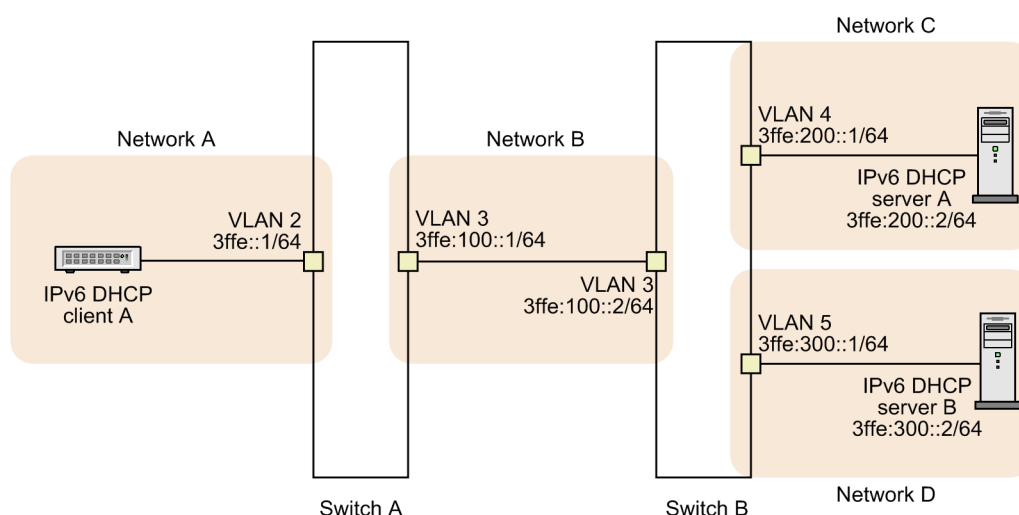 Network C
VLAN 4
3ffe:200::1/64
IPv6 DHCP
server A
3ffe:200::2/64
Network A
Network B
VLAN 2
3ffe::1/64
VLAN 3
3ffe:100::1/64
IPv6 DHCP
client A
VLAN 3
3ffe:100::2/64
VLAN 5
3ffe:300::1/64
IPv6 DHCP
server B
3ffe:300::2/64
Switch A
Switch B
Network D